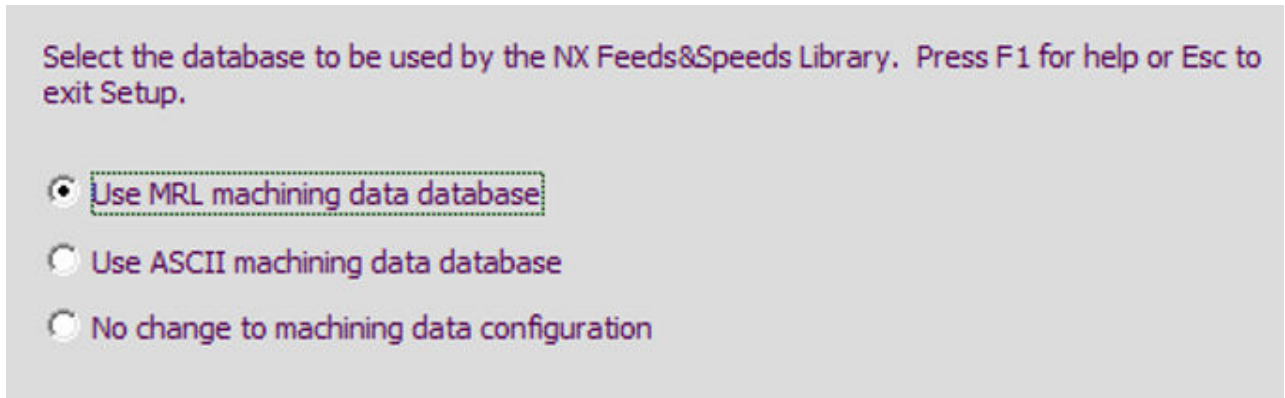 Select the database to be used by the NX Feeds&Speeds Library.  Press F1 for help or Esc to
exit Setup.
Use MRL machining data database
Use ASCII machining data database
No change to machining data configuration